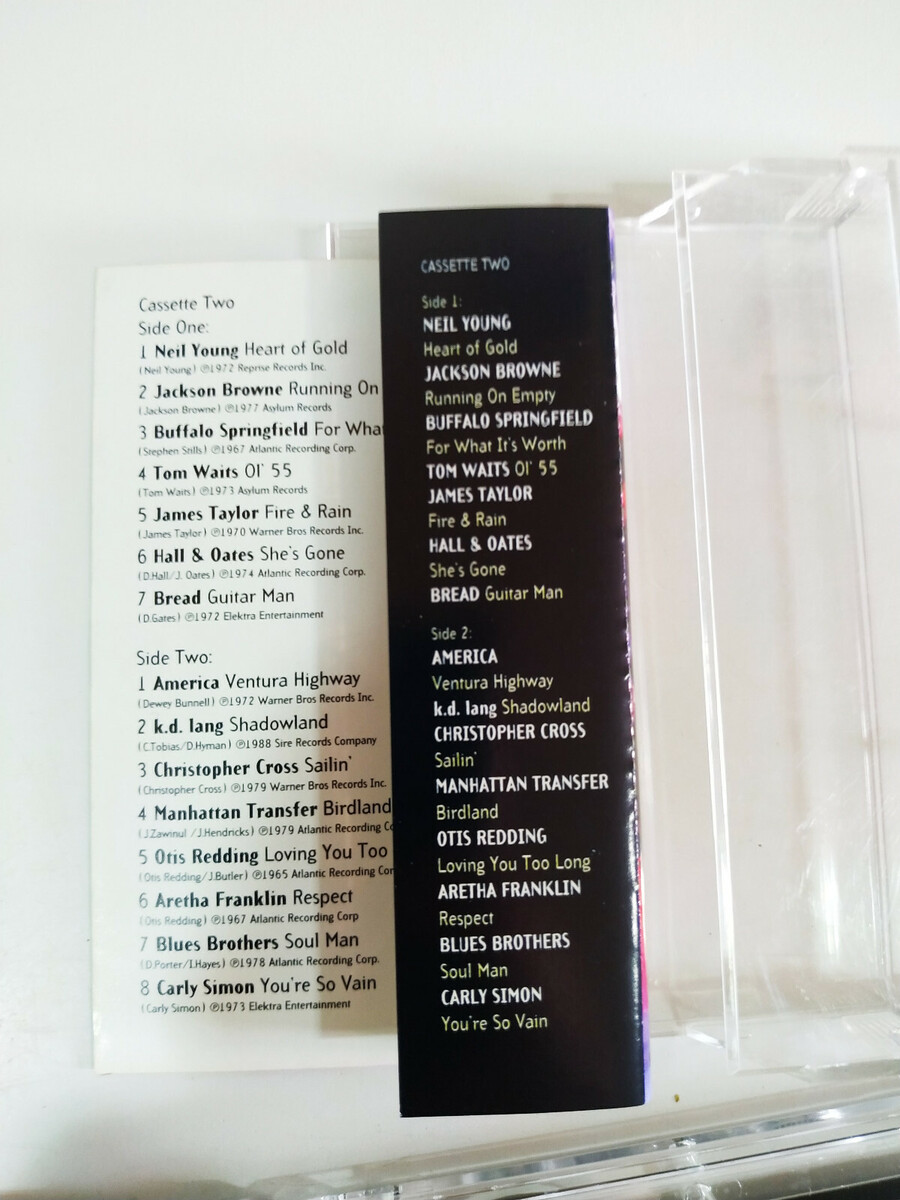 Cassette Two
Side One:
1 Neil Young Heart of Gold
(Neil Young) ℗1972 Reprise Records Inc.
2 Jackson Browne Running On
(Jackson Browne) ℗1977 Asylum Records
3 Buffalo Springfield For What
(Stephen Stills) ℗1967 Atlantic Recording Corp.
4 Tom Waits Ol' 55
(Tom Waits) ℗1973 Asylum Records
5 James Taylor Fire & Rain
(James Taylor) ℗1970 Warner Bros Records Inc.
6 Hall & Oates She's Gone
(D.Hall/J. Oates) ℗1974 Atlantic Recording Corp.
7 Bread Guitar Man
(D.Gates) ℗1972 Elektra Entertainment
Side Two:
1 America Ventura Highway
(Dewey Bunnell) ℗1972 Warner Bros Records Inc.
2 k.d. lang Shadowland
(C.Tobias/D.Hyman) ℗1988 Sire Records Company
3 Christopher Cross Sailin'
(Christopher Cross) ℗1979 Warner Bros Records Inc.
4 Manhattan Transfer Birdland
(J.Zawinul /J.Hendricks) ℗1979 Atlantic Recording Co
5 Otis Redding Loving You Too
(Otis Redding/J.Butler) ℗1965 Atlantic Recording Cor
6 Aretha Franklin Respect
(Otis Redding) ℗1967 Atlantic Recording Corp
7 Blues Brothers Soul Man
(D.Porter/I.Hayes) ℗1978 Atlantic Recording Corp.
8 Carly Simon You're So Vain
(Carly Simon) ℗1973 Elektra Entertainment
CASSETTE TWO
Side 1:
NEIL YOUNG
Heart of Gold
JACKSON BROWNE
Running On Empty
BUFFALO SPRINGFIELD
For What It's Worth
TOM WAITS Ol' 55
JAMES TAYLOR
Fire & Rain
HALL & OATES
She's Gone
BREAD Guitar Man
Side 2:
AMERICA
Ventura Highway
k.d. lang Shadowland
CHRISTOPHER CROSS
Sailin'
MANHATTAN TRANSFER
Birdland
OTIS REDDING
Loving You Too Long
ARETHA FRANKLIN
Respect
BLUES BROTHERS
Soul Man
CARLY SIMON
You're So Vain